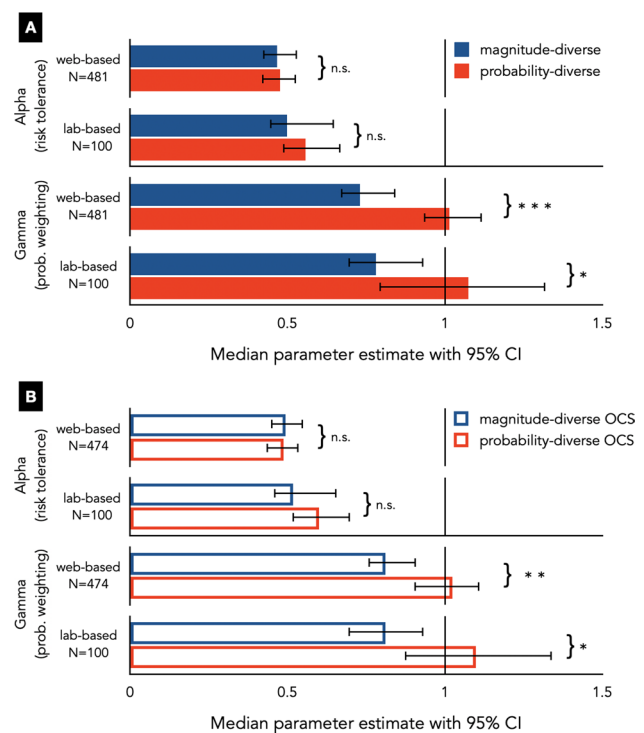 A
magnitude-diverse
probability-diverse
Alpha
(risk tolerance)
web-based
N=481
} n.s.
lab-based
N=100
} n.s.
Gamma
(prob. weighting)
web-based
N=481
} * * *
lab-based
N=100
} *
0 0.5 1 1.5
Median parameter estimate with 95% CI
B
magnitude-diverse OCS
probability-diverse OCS
Alpha
(risk tolerance)
web-based
N=474
} n.s.
lab-based
N=100
} n.s.
Gamma
(prob. weighting)
web-based
N=474
} * *
lab-based
N=100
} *
0 0.5 1 1.5
Median parameter estimate with 95% CI